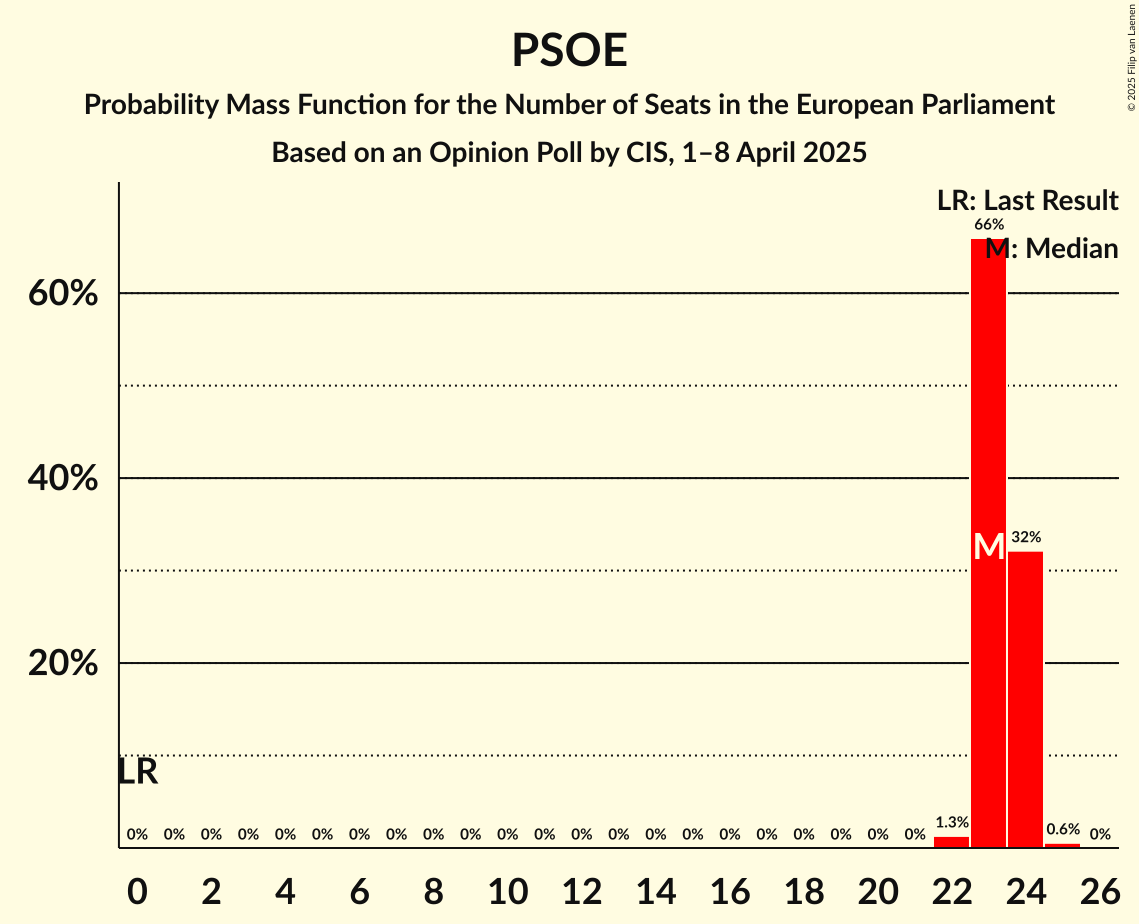 PSOE
Probability Mass Function for the Number of Seats in the European Parliament
Based on an Opinion Poll by CIS, 1–8 April 2025
© 2025 Filip van Laenen
LR: Last Result
M: Median
66%
60%
40%
M
32%
20%
LR
0% 0% 0% 0% 0% 0% 0% 0% 0% 0% 0% 0% 0% 0% 0% 0% 0% 0% 0% 0% 0% 0% 1.3% 0.6% 0%
0 2 4 6 8 10 12 14 16 18 20 22 24 26